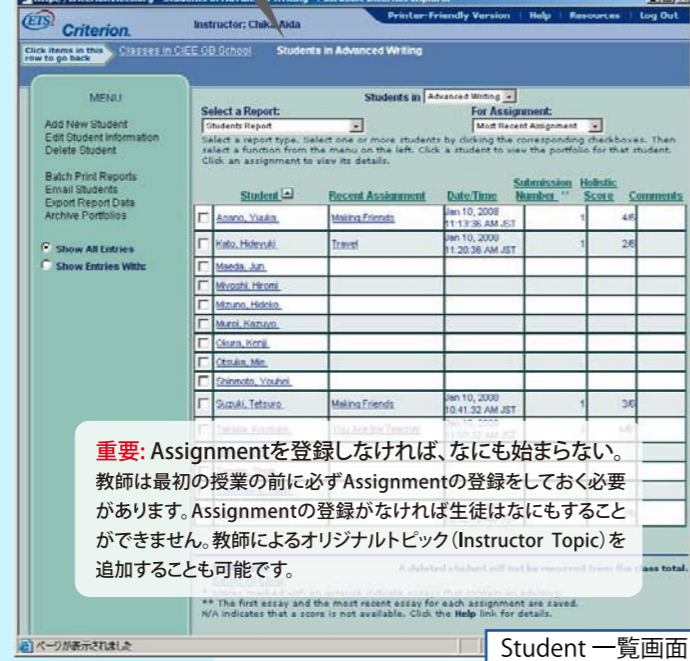 ETS Criterion.
Instructor: Chika Aida
Printer-Friendly Version | Help | Resources | Log Out
Click items in this row to go back
Classes in CIEE GB School
Students in Advanced Writing
MENU
Add New Student
Edit Student Information
Delete Student
Batch Print Reports
Email Students
Export Report Data
Archive Portfolios
Show All Entries
Show Entries With:
Students in Advanced Writing
Select a Report: For Assignment:
Students Report Most Recent Assignment
Select a report type. Select one or more students by clicking the corresponding checkboxes. Then
select a function from the menu on the left. Click a student to view the portfolio for that student.
Click an assignment to view its details.
Student Recent Assignment Date/Time Submission Number ** Holistic Score Comments
Asano, Yuuka Making Friends Jan 10, 2008 11:13:36 AM JST 1 4/6
Kato, Hideyuki Travel Jan 10, 2008 11:20:36 AM JST 1 2/6
Maeda, Jun
Miyoshi, Hiromi
Mizuno, Hideko
Muroi, Kazuyo
Okura, Kenji
Otsuka, Mie
Shinmoto, Youhei
Suzuki, Tetsuro Making Friends Jan 10, 2008 10:41:32 AM JST 1 3/6
You Are the Teacher
重要: Assignmentを登録しなければ、なにも始まらない。
教師は最初の授業の前に必ずAssignmentの登録をしておく必要
があります。Assignmentの登録がなければ生徒はなにもすること
ができません。教師によるオリジナルトピック（Instructor Topic）を
追加することも可能です。
A deleted student will not be removed from the class total.
** The first essay and the most recent essay for each assignment are saved.
N/A indicates that a score is not available. Click the Help link for details.
ページが表示されました
Student 一覧画面